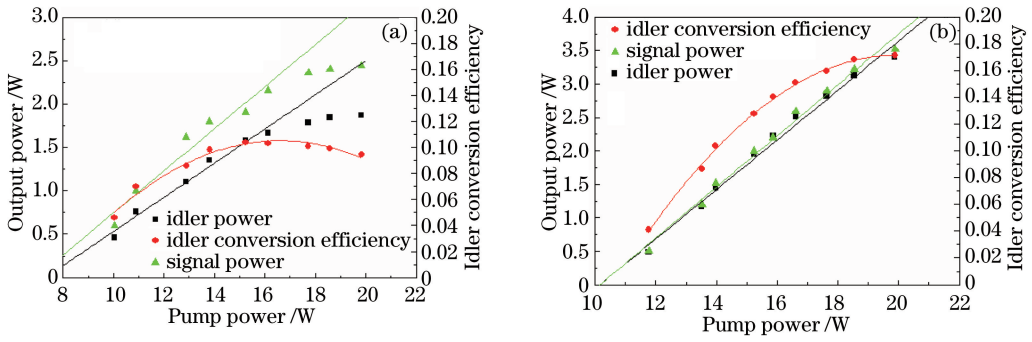 (a)
Output power /W
3.0
2.5
2.0
1.5
1.0
0.5
0
0.20
0.18
0.16
0.14
0.12
0.10
0.08
0.06
0.04
0.02
0
Idler conversion efficiency
idler power
idler conversion efficiency
signal power
8 10 12 14 16 18 20 22
Pump power /W
(b)
Output power /W
4.0
3.5
3.0
2.5
2.0
1.5
1.0
0.5
0
idler conversion efficiency
signal power
idler power
0.20
0.18
0.16
0.14
0.12
0.10
0.08
0.06
0.04
0.02
0
Idler conversion efficiency
10 12 14 16 18 20 22
Pump power /W